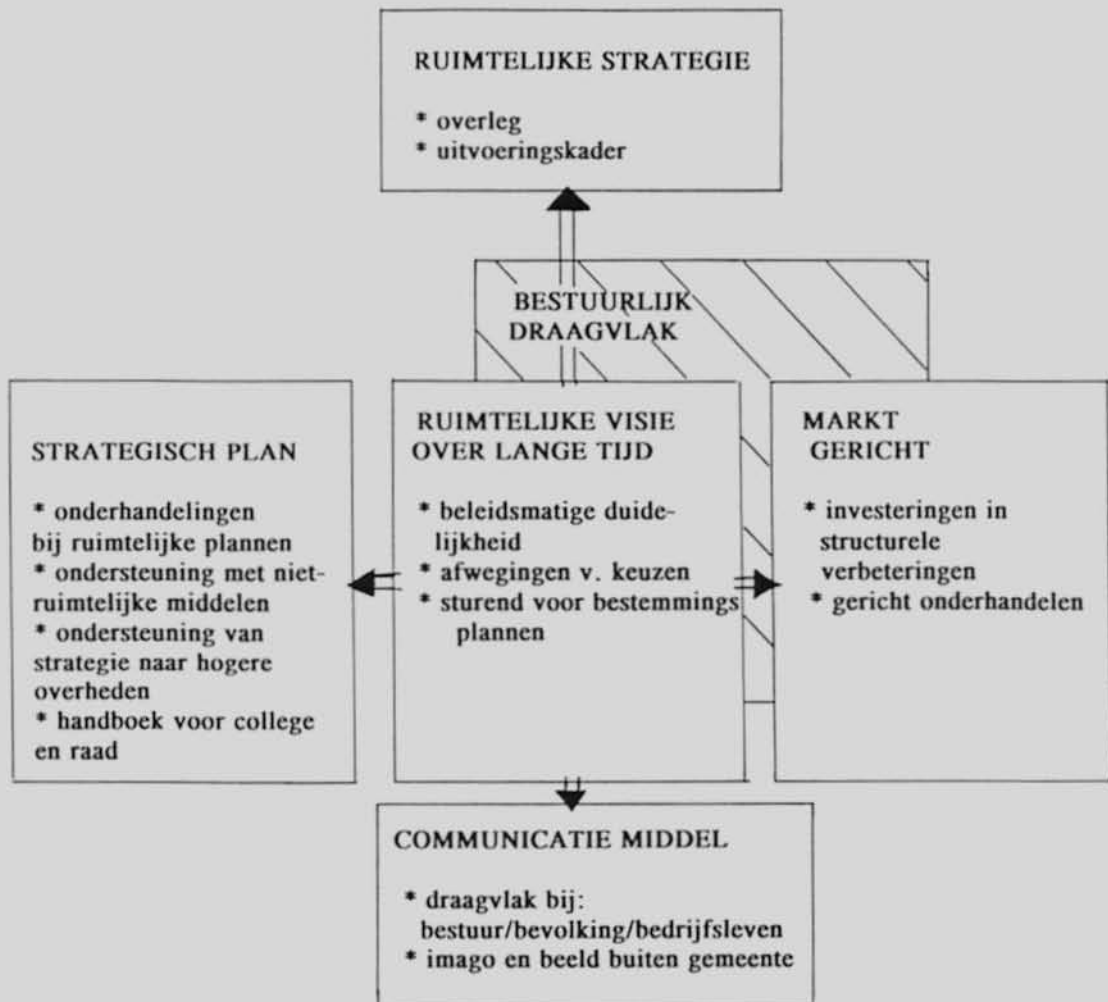 RUIMTELIJKE STRATEGIE
* overleg
* uitvoeringskader
BESTUURLIJK
DRAAGVLAK
STRATEGISCH PLAN
* onderhandelingen
bij ruimtelijke plannen
* ondersteuning met niet-
ruimtelijke middelen
* ondersteuning van
strategie naar hogere
overheden
* handboek voor college
en raad
RUIMTELIJKE VISIE
OVER LANGE TIJD
* beleidsmatige duide-
lijkheid
* afwegingen v. keuzen
* sturend voor bestemmings
plannen
MARKT
GERICHT
* investeringen in
structurele
verbeteringen
* gericht onderhandelen
COMMUNICATIE MIDDEL
* draagvlak bij:
bestuur/bevolking/bedrijfsleven
* imago en beeld buiten gemeente